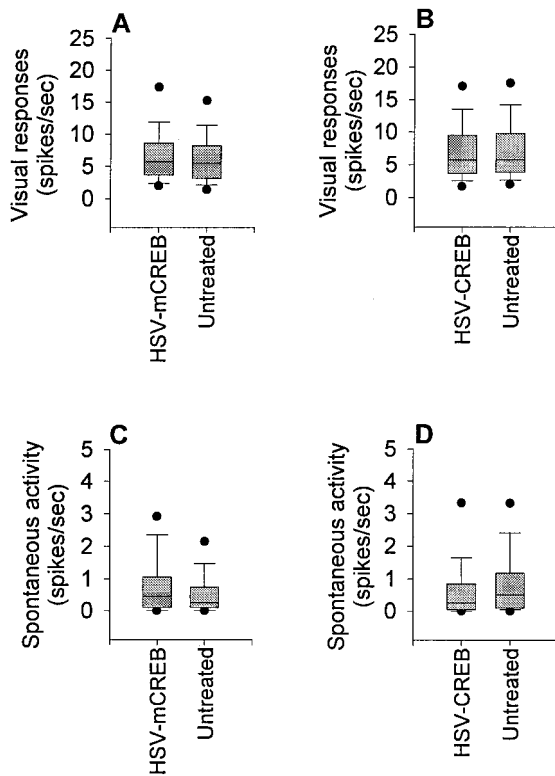 A
Visual responses
(spikes/sec)
25
20
15
10
5
0
HSV-mCREB
Untreated
B
Visual responses
(spikes/sec)
25
20
15
10
5
0
HSV-CREB
Untreated
C
Spontaneous activity
(spikes/sec)
5
4
3
2
1
0
HSV-mCREB
Untreated
D
Spontaneous activity
(spikes/sec)
5
4
3
2
1
0
HSV-CREB
Untreated